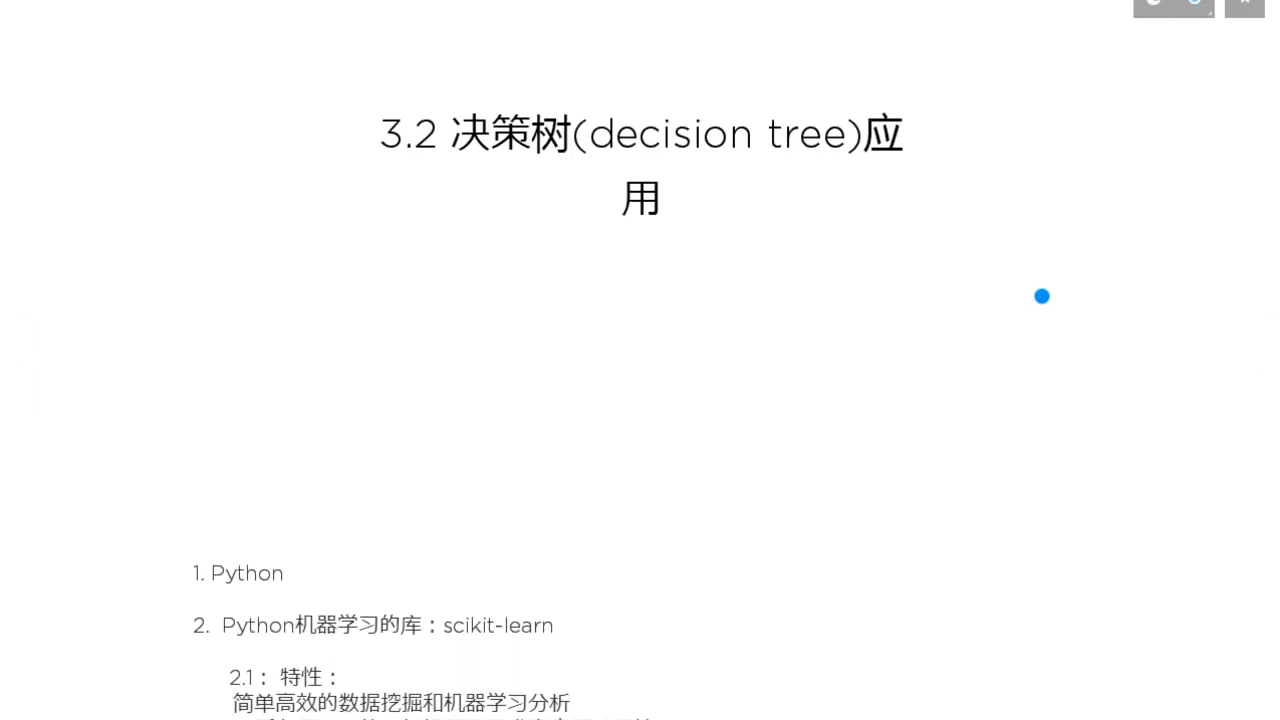 3.2 决策树(decision tree)应
用
1. Python
2. Python机器学习的库：scikit-learn
2.1： 特性：
简单高效的数据挖掘和机器学习分析